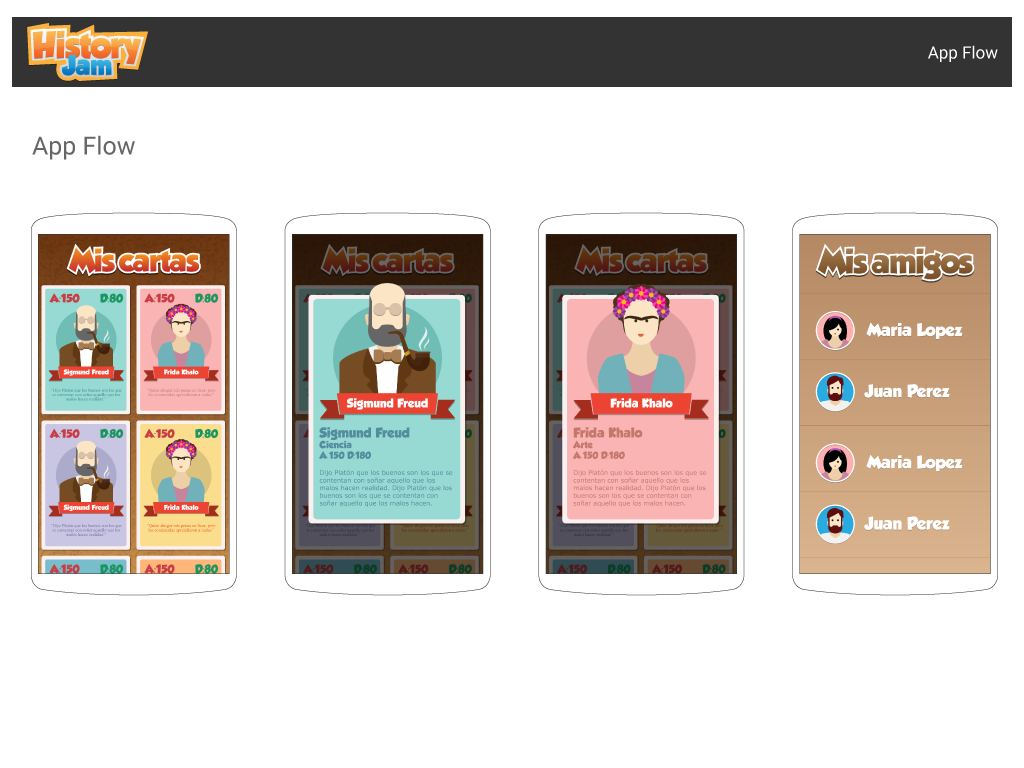 History
Jam
App Flow
App Flow
Mis cartas
A:150 D:80
A:150 D:80
Sigmund Freud
Frida Khalo
A:150 D:80
A:150 D:80
Sigmund Freud
Frida Khalo
A:150 D:80
A:150 D:80
Mis cartas
Sigmund Freud
Sigmund Freud
Ciencia
A 150 D 180
Dijo Platón que los buenos son los que se
contentan con soñar aquello que los
malos hacen realidad. Dijo Platón que los
buenos son los que se contentan con
soñar aquello que los malos hacen.
A:150 D:80
A:150 D:80
Mis cartas
Frida Khalo
Frida Khalo
Arte
A 150 D 180
Dijo Platón que los buenos son los que se
contentan con soñar aquello que los
malos hacen realidad. Dijo Platón que los
buenos son los que se contentan con
soñar aquello que los malos hacen.
A:150 D:80
A:150 D:80
Mis amigos
Maria Lopez
Juan Perez
Maria Lopez
Juan Perez